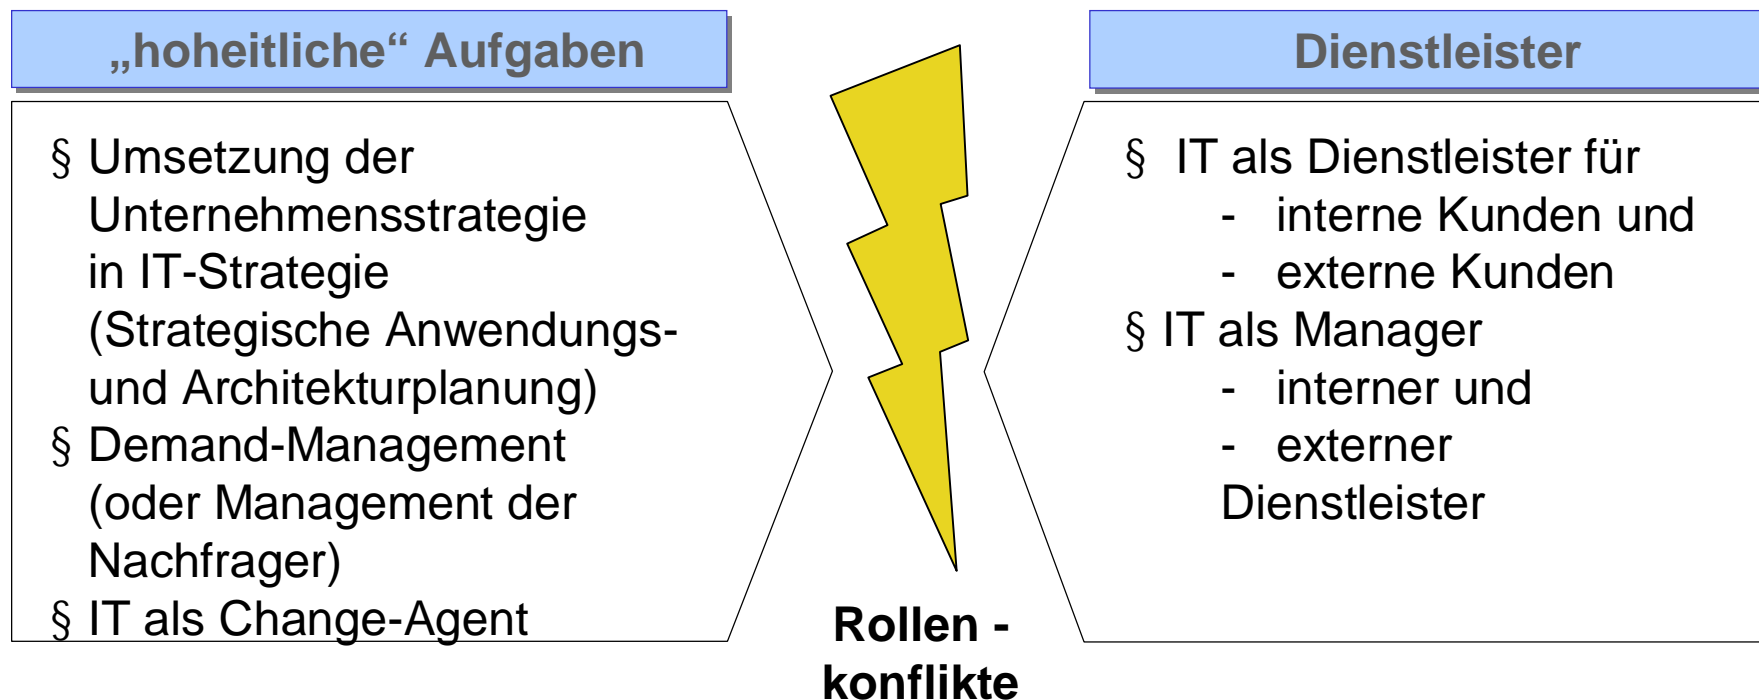 „hoheitliche“ Aufgaben
§ Umsetzung der
Unternehmensstrategie
in IT-Strategie
(Strategische Anwendungs-
und Architekturplanung)
§ Demand-Management
(oder Management der
Nachfrager)
§ IT als Change-Agent
Rollen -
konflikte
Dienstleister
§ IT als Dienstleister für
- interne Kunden und
- externe Kunden
§ IT als Manager
- interner und
- externer
Dienstleister